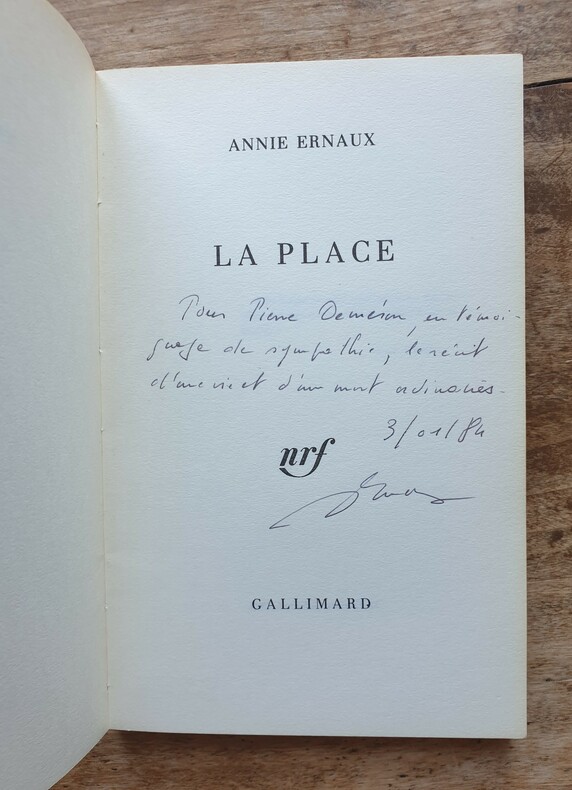 ANNIE ERNAUX
LA PLACE
Pour Pierre Deméron, en témoi-
gnage de sympathie, le récit
d'une vie et d'une mort ordinaires.
3/01/84
nrf
GALLIMARD